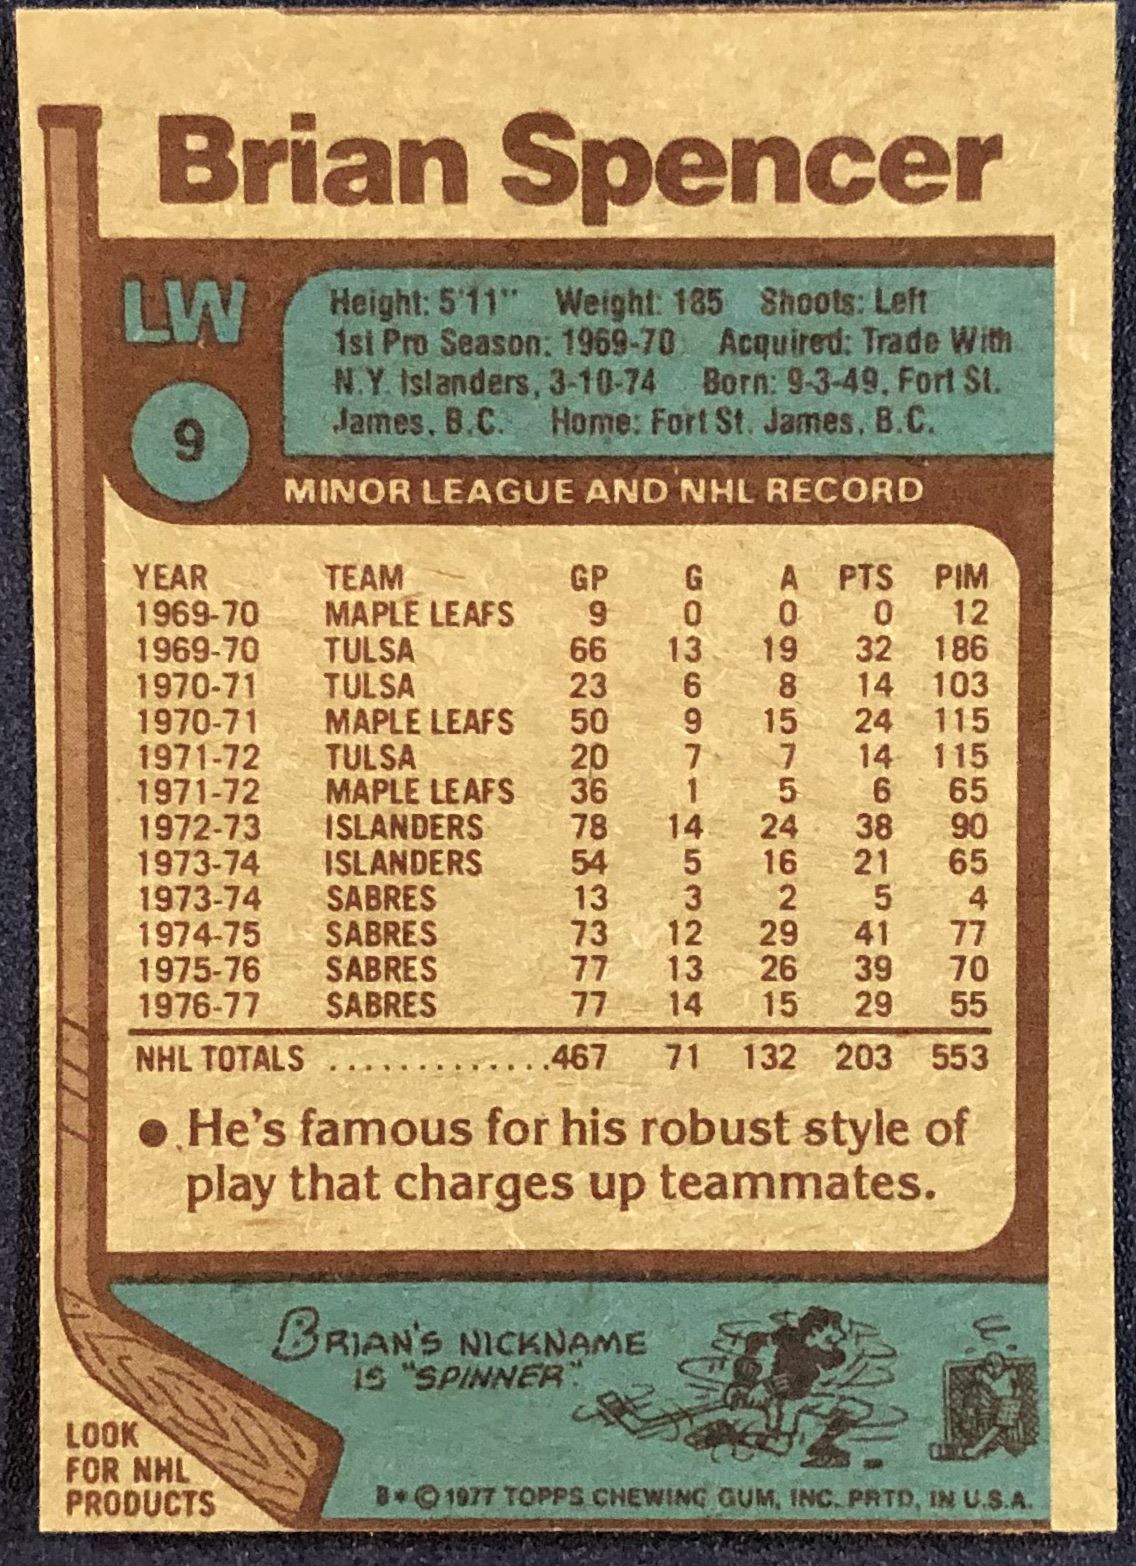 Brian Spencer
LW
Height: 5'11" Weight: 185 Shoots: Left
1st Pro Season: 1969-70 Acquired: Trade With
N.Y. Islanders, 3-10-74 Born: 9-3-49, Fort St.
James, B.C. Home: Fort St. James, B.C.
9
MINOR LEAGUE AND NHL RECORD
YEAR TEAM GP G A PTS PIM
1969-70 MAPLE LEAFS 9 0 0 0 12
1969-70 TULSA 66 13 19 32 186
1970-71 TULSA 23 6 8 14 103
1970-71 MAPLE LEAFS 50 9 15 24 115
1971-72 TULSA 20 7 7 14 115
1971-72 MAPLE LEAFS 36 1 5 6 65
1972-73 ISLANDERS 78 14 24 38 90
1973-74 ISLANDERS 54 5 16 21 65
1973-74 SABRES 13 3 2 5 4
1974-75 SABRES 73 12 29 41 77
1975-76 SABRES 77 13 26 39 70
1976-77 SABRES 77 14 15 29 55
NHL TOTALS .............467 71 132 203 553
• He's famous for his robust style of
play that charges up teammates.
BRIAN'S NICKNAME
IS "SPINNER".
LOOK
FOR NHL
PRODUCTS
B* © 1977 TOPPS CHEWING GUM, INC. PRTD. IN U.S.A.